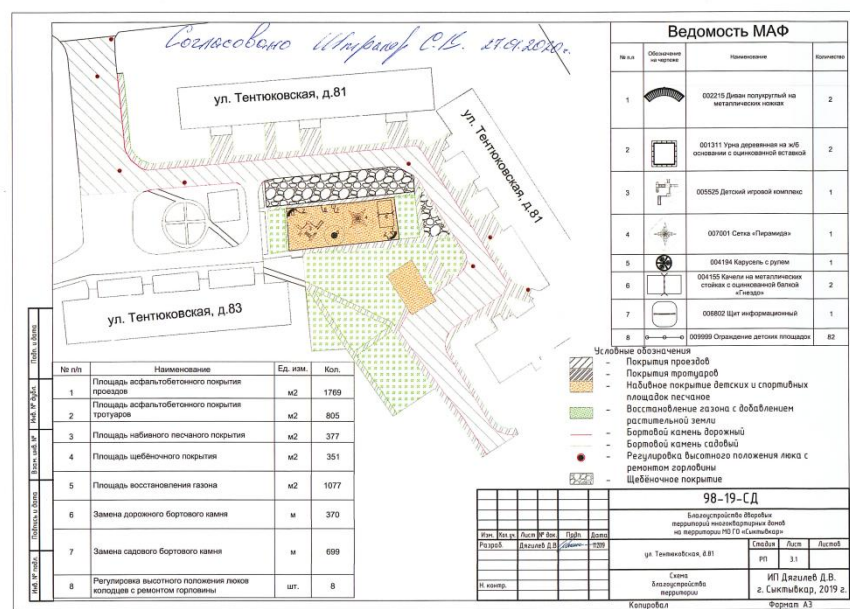 Согласовано Штралер С.В. 27.9.2020г.
ул. Тентюковская, д.81
ул. Тентюковская, д.81
ул. Тентюковская, д.83
Ведомость МАФ
№ п.п Обозначение на чертеже Наименование Количество
1 002215 Диван полукруглый на
металлических ножках 2
2 001311 Урна деревянная на ж/б
основании с оцинкованной вставкой 2
3 005525 Детский игровой комплекс 1
4 007001 Сетка «Пирамида» 1
5 004194 Карусель с рулем 1
6 004155 Качели на металлических
стойках с оцинкованной балкой
«Гнездо» 2
7 006802 Щит информационный 1
8 009999 Ограждение детских площадок 82
Условные обозначения
- Покрытия проездов
- Покрытия тротуаров
- Набивное покрытие детских и спортивных
площадок песчаное
- Восстановление газона с добавлением
растительной земли
- Бортовой камень дорожный
- Бортовой камень садовый
- Регулировка высотного положения люка с
ремонтом горловины
- Щебёночное покрытие
№ п/п Наименование Ед. изм. Кол.
1 Площадь асфальтобетонного покрытия
проездов м2 1769
2 Площадь асфальтобетонного покрытия
тротуаров м2 805
3 Площадь набивного песчаного покрытия м2 377
4 Площадь щебёночного покрытия м2 351
5 Площадь восстановления газона м2 1077
6 Замена дорожного бортового камня м 370
7 Замена садового бортового камня м 699
8 Регулировка высотного положения люков
колодцев с ремонтом горловины шт. 8
Подп. и дата
Инв. № дубл.
Взам. инв. №
Подпись и дата
Инв. № подл.
98-19-СД
Благоустройство дворовых
территорий многоквартирных домов
на территории МО ГО «Сыктывкар»
Изм. Кол.уч. Лист № док. Подп. Дата
Разраб. Дягилев Д.В.
Н. контр.
ул. Тентюковская, д.81
Стадия Лист Листов
РП 3.1
Схема
благоустройства
территории
ИП Дягилев Д.В.
г. Сыктывкар, 2019 г.
Копировал Формат А3